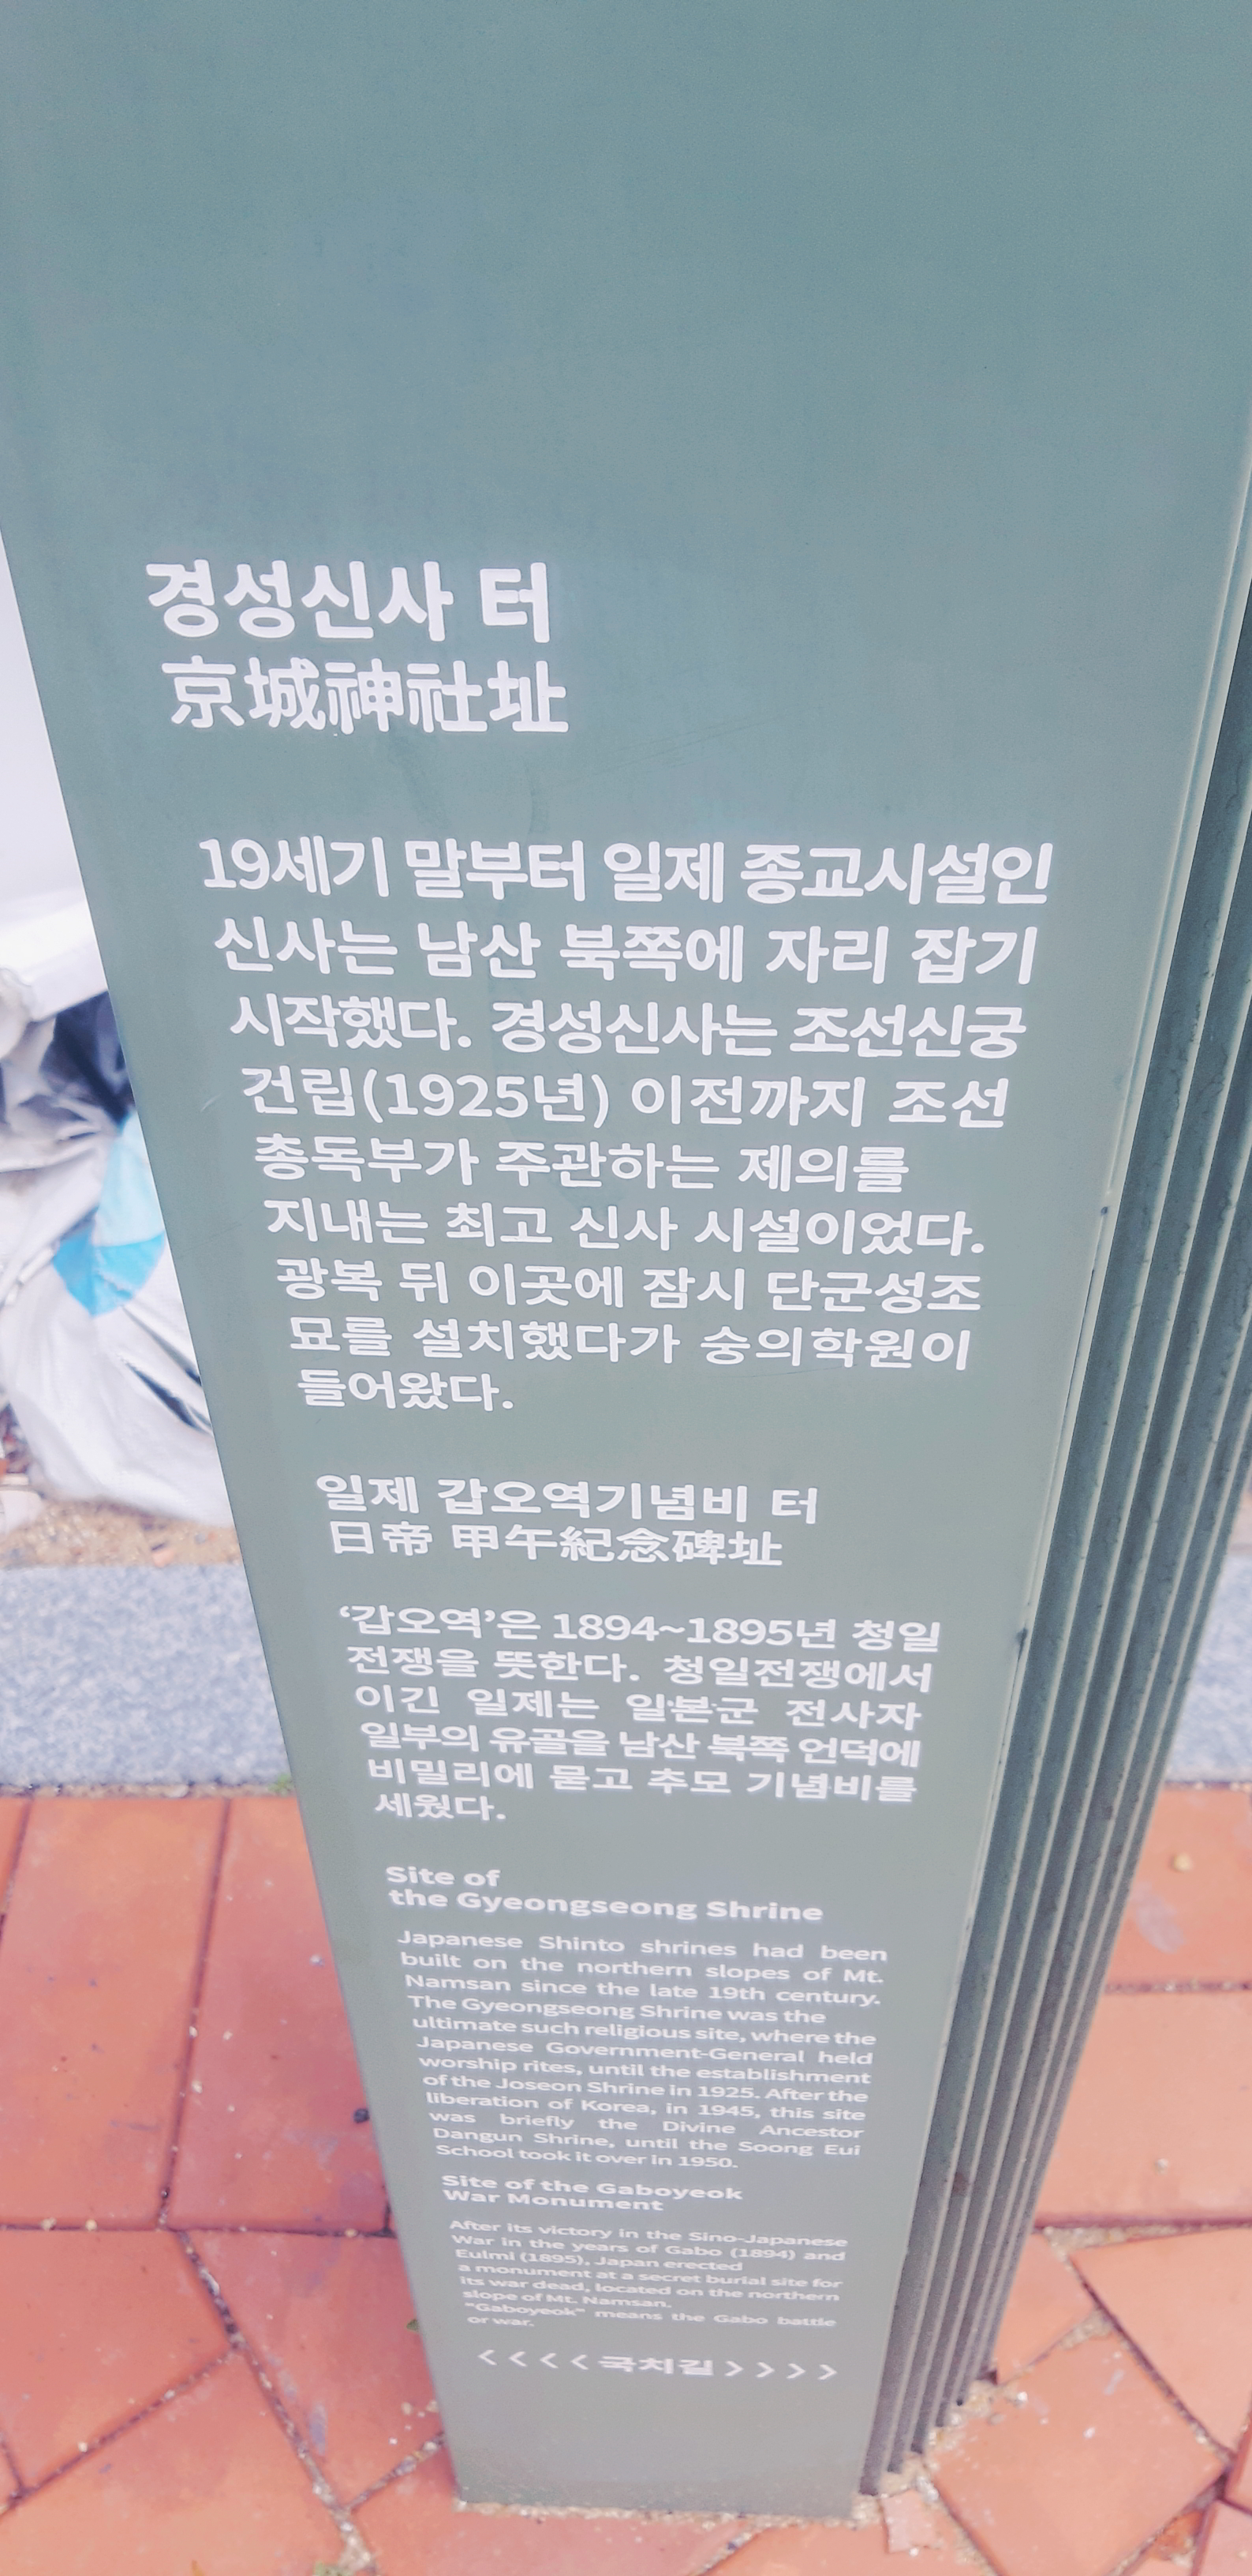 경성신사 터
京城神社址
19세기 말부터 일제 종교시설인
신사는 남산 북쪽에 자리 잡기
시작했다. 경성신사는 조선신궁
건립(1925년) 이전까지 조선
총독부가 주관하는 제의를
지내는 최고 신사 시설이었다.
광복 뒤 이곳에 잠시 단군성조
묘를 설치했다가 숭의학원이
들어왔다.
일제 갑오역기념비 터
日帝 甲午紀念碑址
‘갑오역’은 1894~1895년 청일
전쟁을 뜻한다. 청일전쟁에서
이긴 일제는 일본군 전사자
일부의 유골을 남산 북쪽 언덕에
비밀리에 묻고 추모 기념비를
세웠다.
Site of
the Gyeongseong Shrine
Japanese Shinto shrines had been
built on the northern slopes of Mt.
Namsan since the late 19th century.
The Gyeongseong Shrine was the
ultimate such religious site, where the
Japanese Government-General held
worship rites, until the establishment
of the Joseon Shrine in 1925. After the
liberation of Korea, in 1945, this site
was briefly the Divine Ancestor
Dangun Shrine, until the Soong Eui
School took it over in 1950.
Site of the Gaboyeok
War Monument
After its victory in the Sino-Japanese
War in the years of Gabo (1894) and
Eulmi (1895), Japan erected
a monument at a secret burial site for
its war dead, located on the northern
slope of Mt. Namsan.
"Gaboyeok" means the Gabo battle
or war.
< < < < 국치길 > > > >